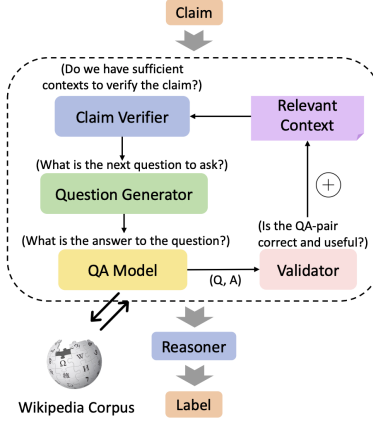 Claim
(Do we have sufficient
contexts to verify the claim?)
Claim Verifier
Relevant
Context
(What is the next question to ask?)
Question Generator
(Is the QA-pair
correct and useful?)
(What is the answer to the question?)
QA Model
(Q, A)
Validator
Reasoner
Wikipedia Corpus
Label